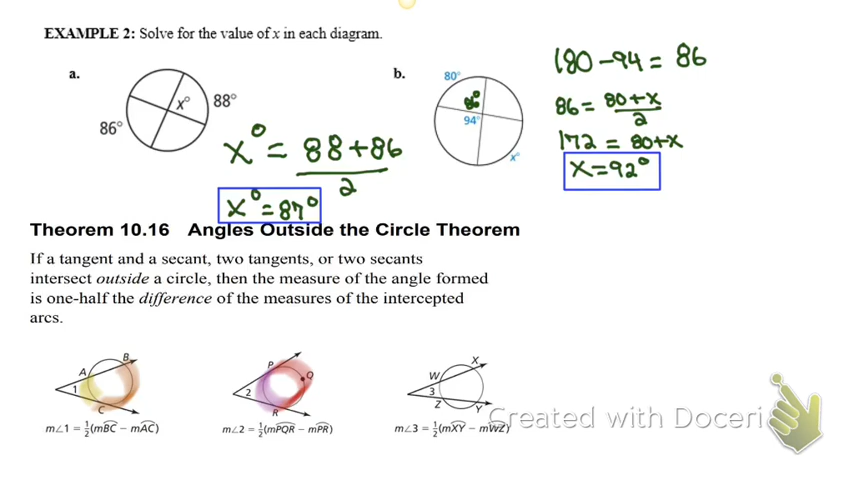 EXAMPLE 2: Solve for the value of x in each diagram.
a.
x°
88°
86°
x° = 88+86
2
x° = 87°
b.
80°
86°
94°
x°
180-94 = 86
86 = 80+x
2
172 = 80+x
x=92°
Theorem 10.16 Angles Outside the Circle Theorem
If a tangent and a secant, two tangents, or two secants
intersect outside a circle, then the measure of the angle formed
is one-half the difference of the measures of the intercepted
arcs.
A
B
1
C
m∠1 = ½(mBC − mAC)
P
Q
2
R
m∠2 = ½(mPQR − mPR)
X
W
3
Z
Y
m∠3 = ½(mXY − mWZ)
Created with Doceri